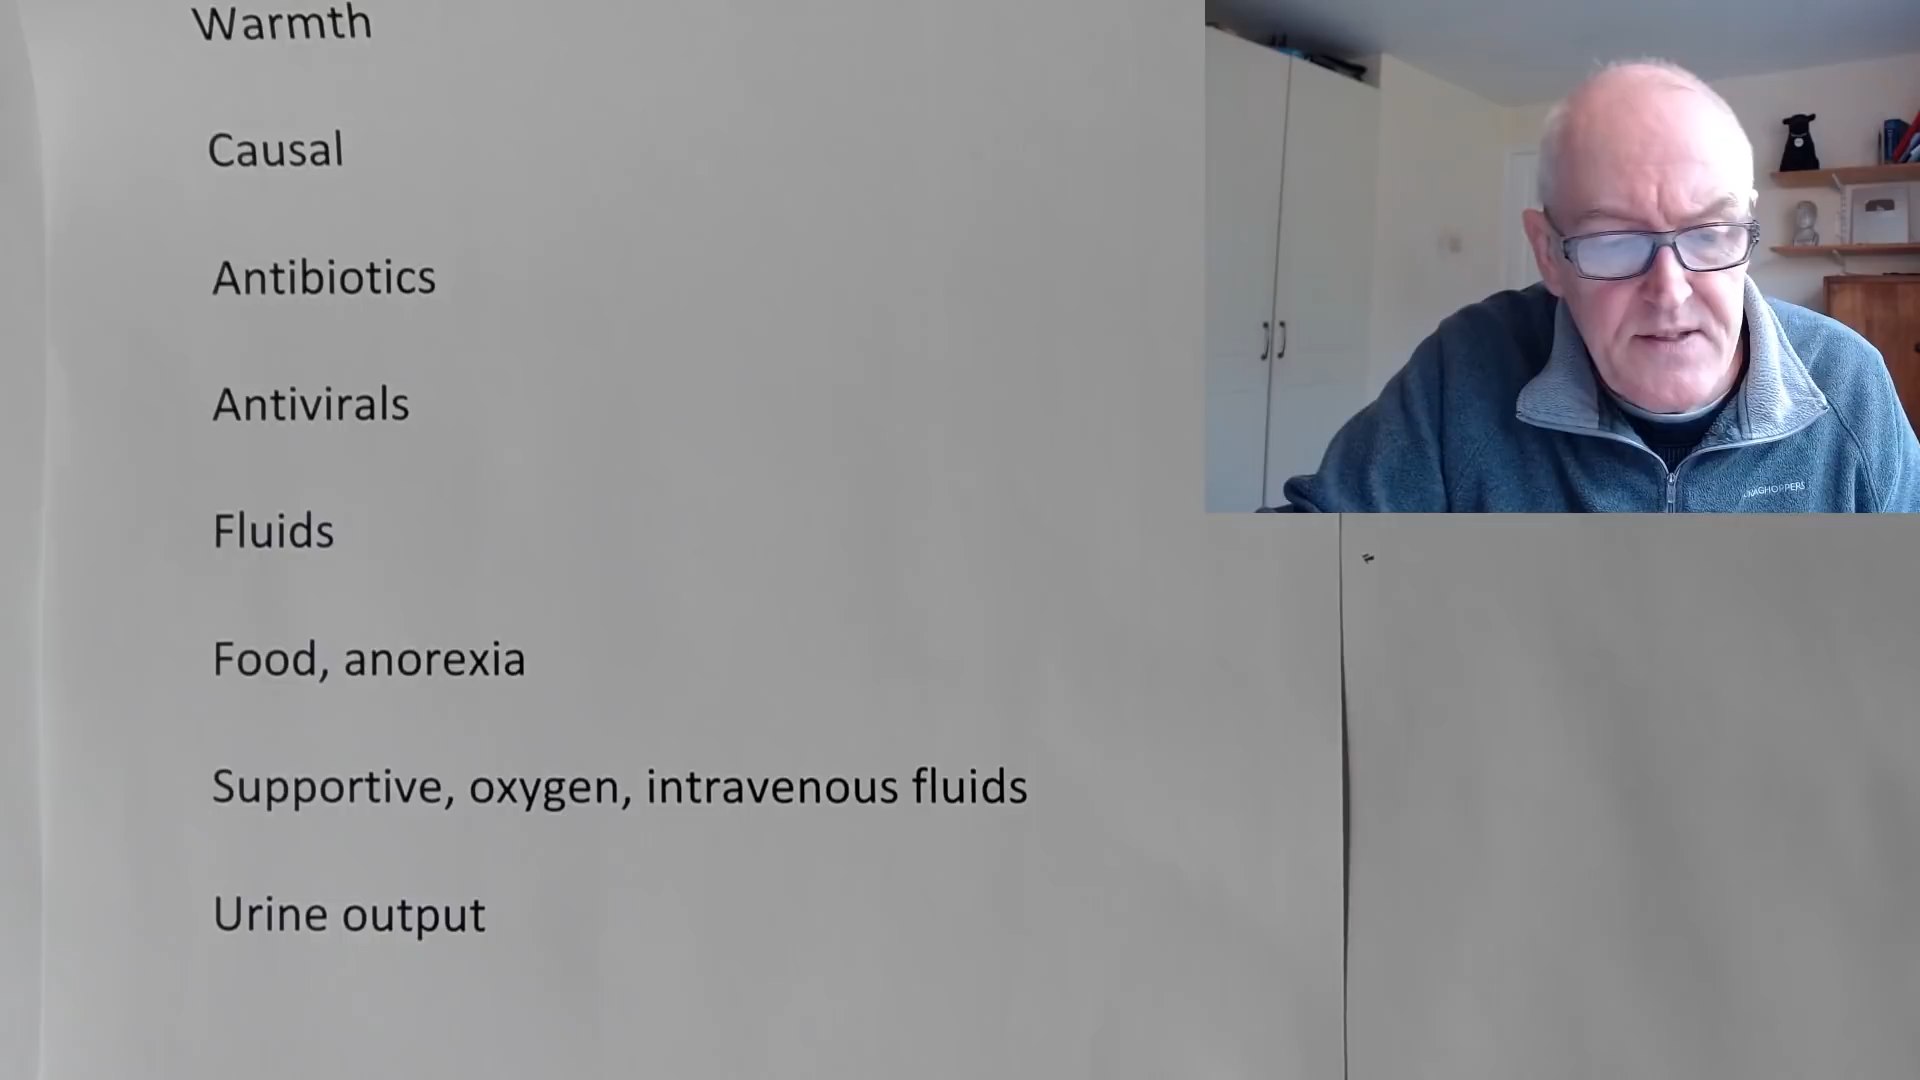 Warmth
Causal
Antibiotics
Antivirals
Fluids
Food, anorexia
Supportive, oxygen, intravenous fluids
Urine output